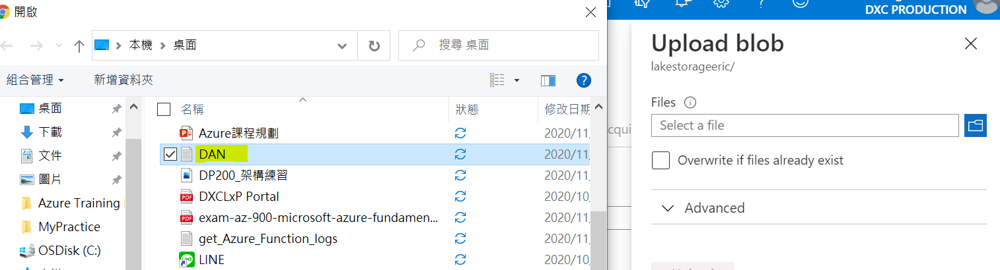 開啟
本機
桌面
搜尋 桌面
組合管理
新增資料夾
?
桌面
下載
文件
圖片
Azure Training
MyPractice
OSDisk (C:)
名稱
狀態
修改日期
Azure課程規劃
2020/11
DAN
2020/11
DP200_架構練習
2020/11
PDF
DXCLxP Portal
2020/10
PDF
exam-az-900-microsoft-azure-fundamen...
2020/11
get_Azure_Function_logs
2020/11
LINE
LINE
2020/10
?
DXC PRODUCTION
Upload blob
lakestorageeric/
Files
Select a file
Overwrite if files already exist
Advanced
cqui